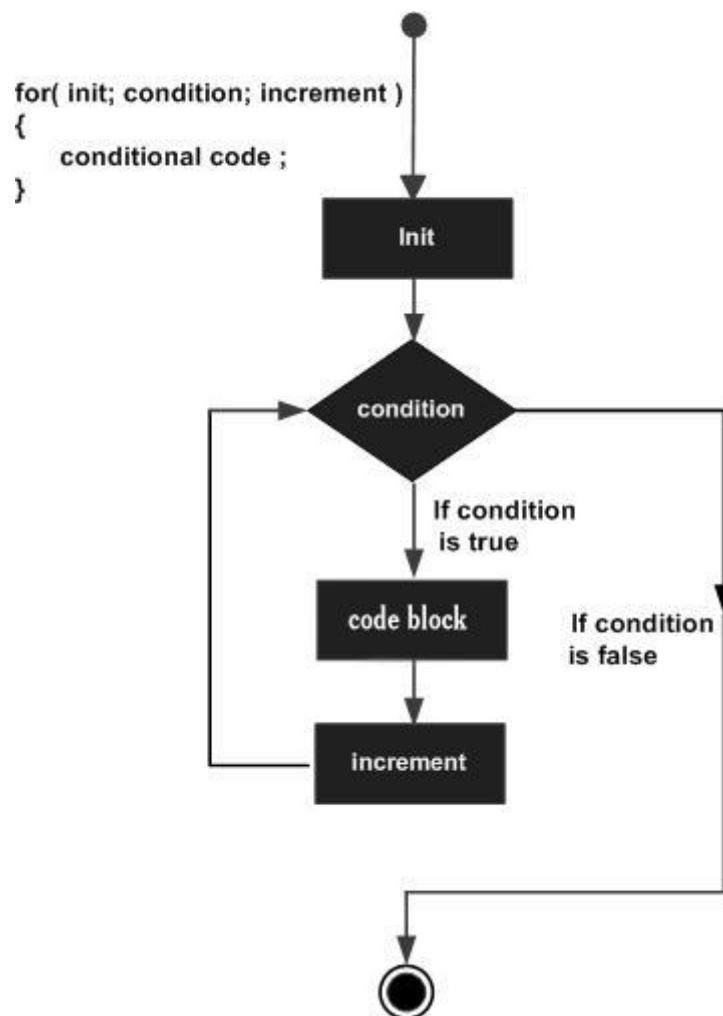 for( init; condition; increment )
{
conditional code ;
}
Init
condition
If condition
is true
code block
If condition
is false
increment